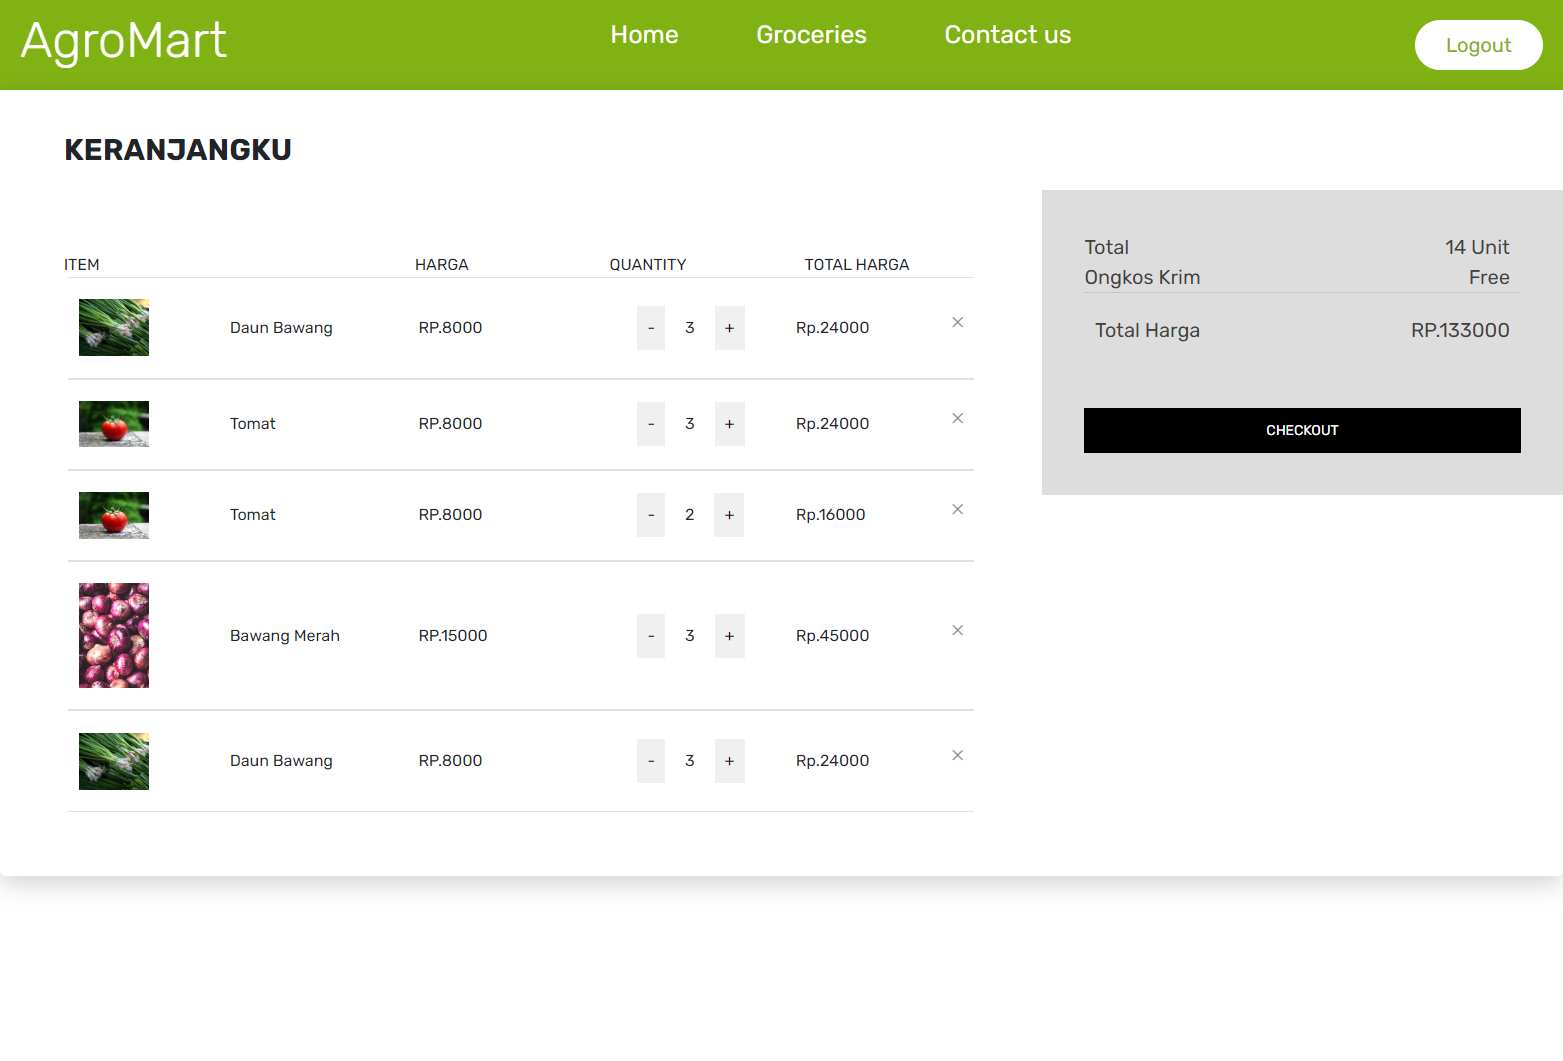 AgroMart Home Groceries Contact us Logout
KERANJANGKU
ITEM HARGA QUANTITY TOTAL HARGA
Daun Bawang RP.8000 - 3 + Rp.24000 ×
Tomat RP.8000 - 3 + Rp.24000 ×
Tomat RP.8000 - 2 + Rp.16000 ×
Bawang Merah RP.15000 - 3 + Rp.45000 ×
Daun Bawang RP.8000 - 3 + Rp.24000 ×
Total 14 Unit
Ongkos Krim Free
Total Harga RP.133000
CHECKOUT